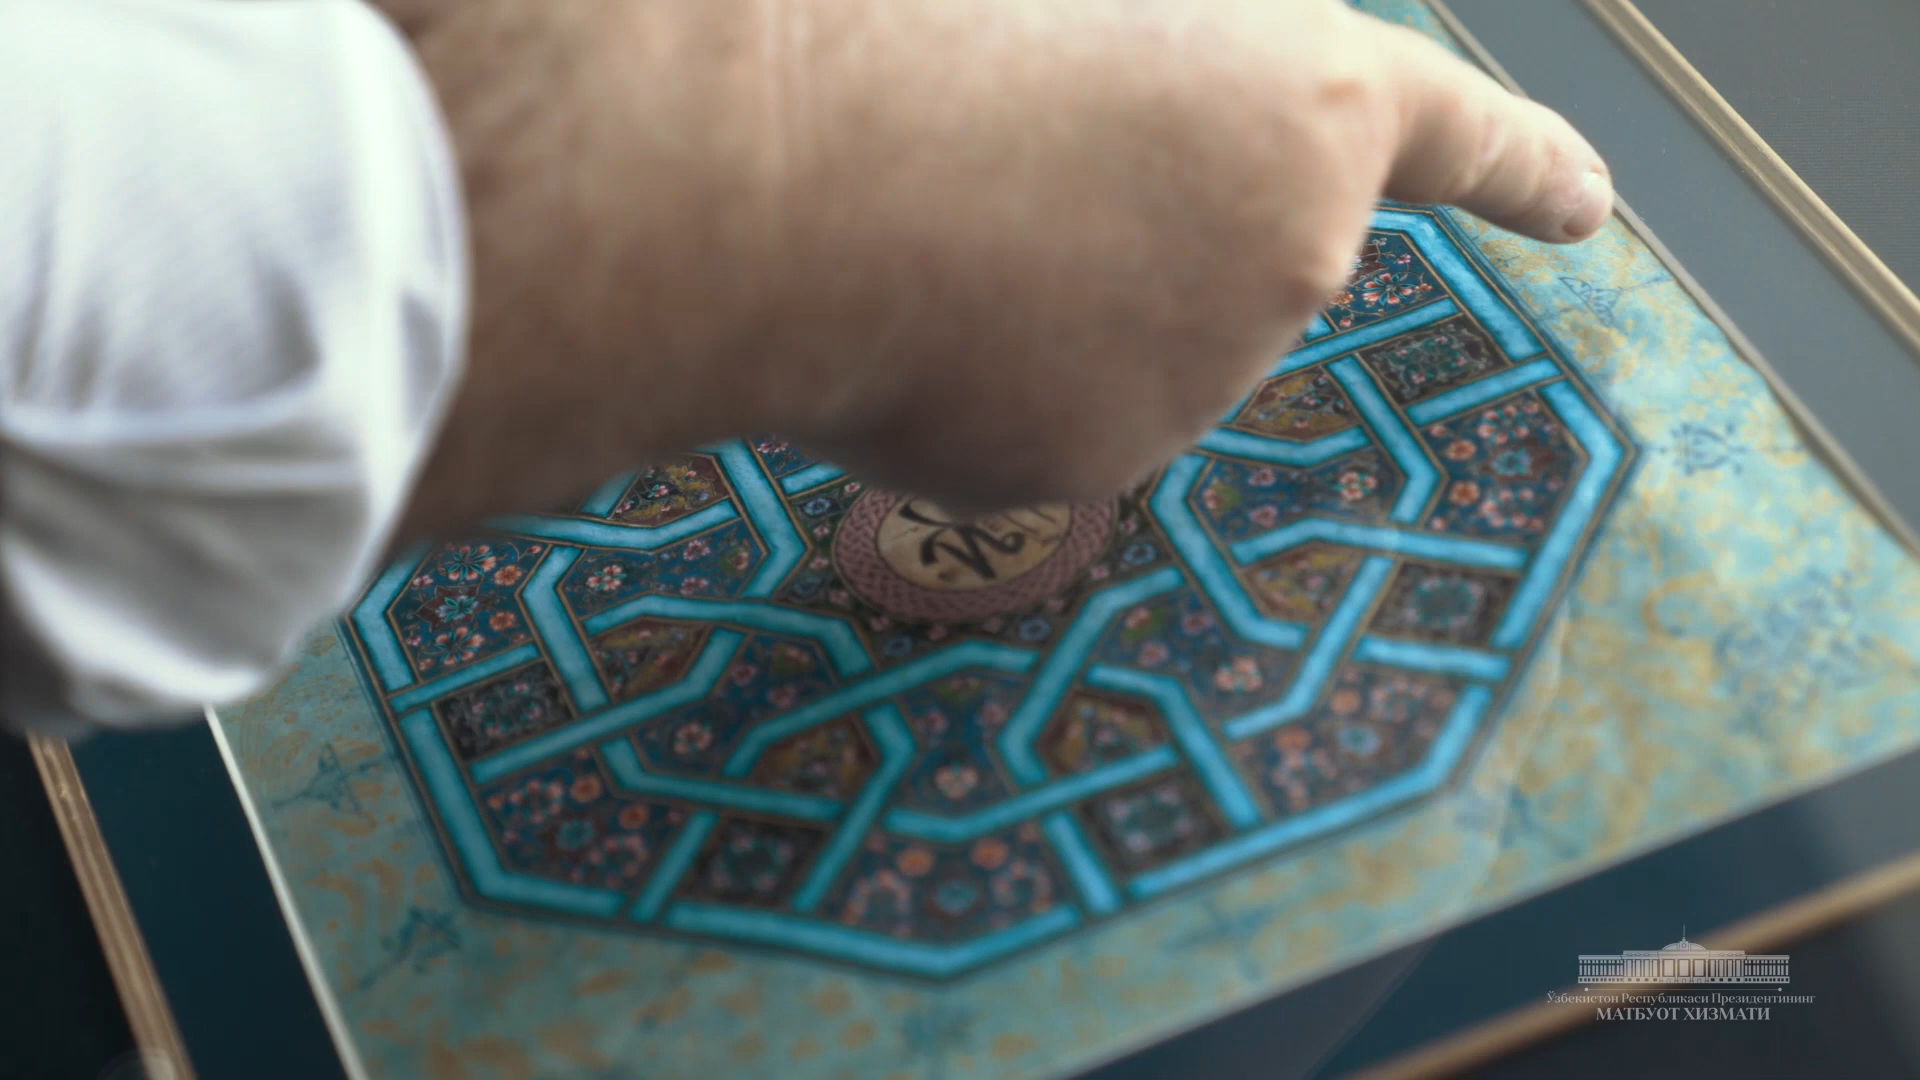 Ўзбекистон Республикаси Президентининг
МАТБУОТ ХИЗМАТИ